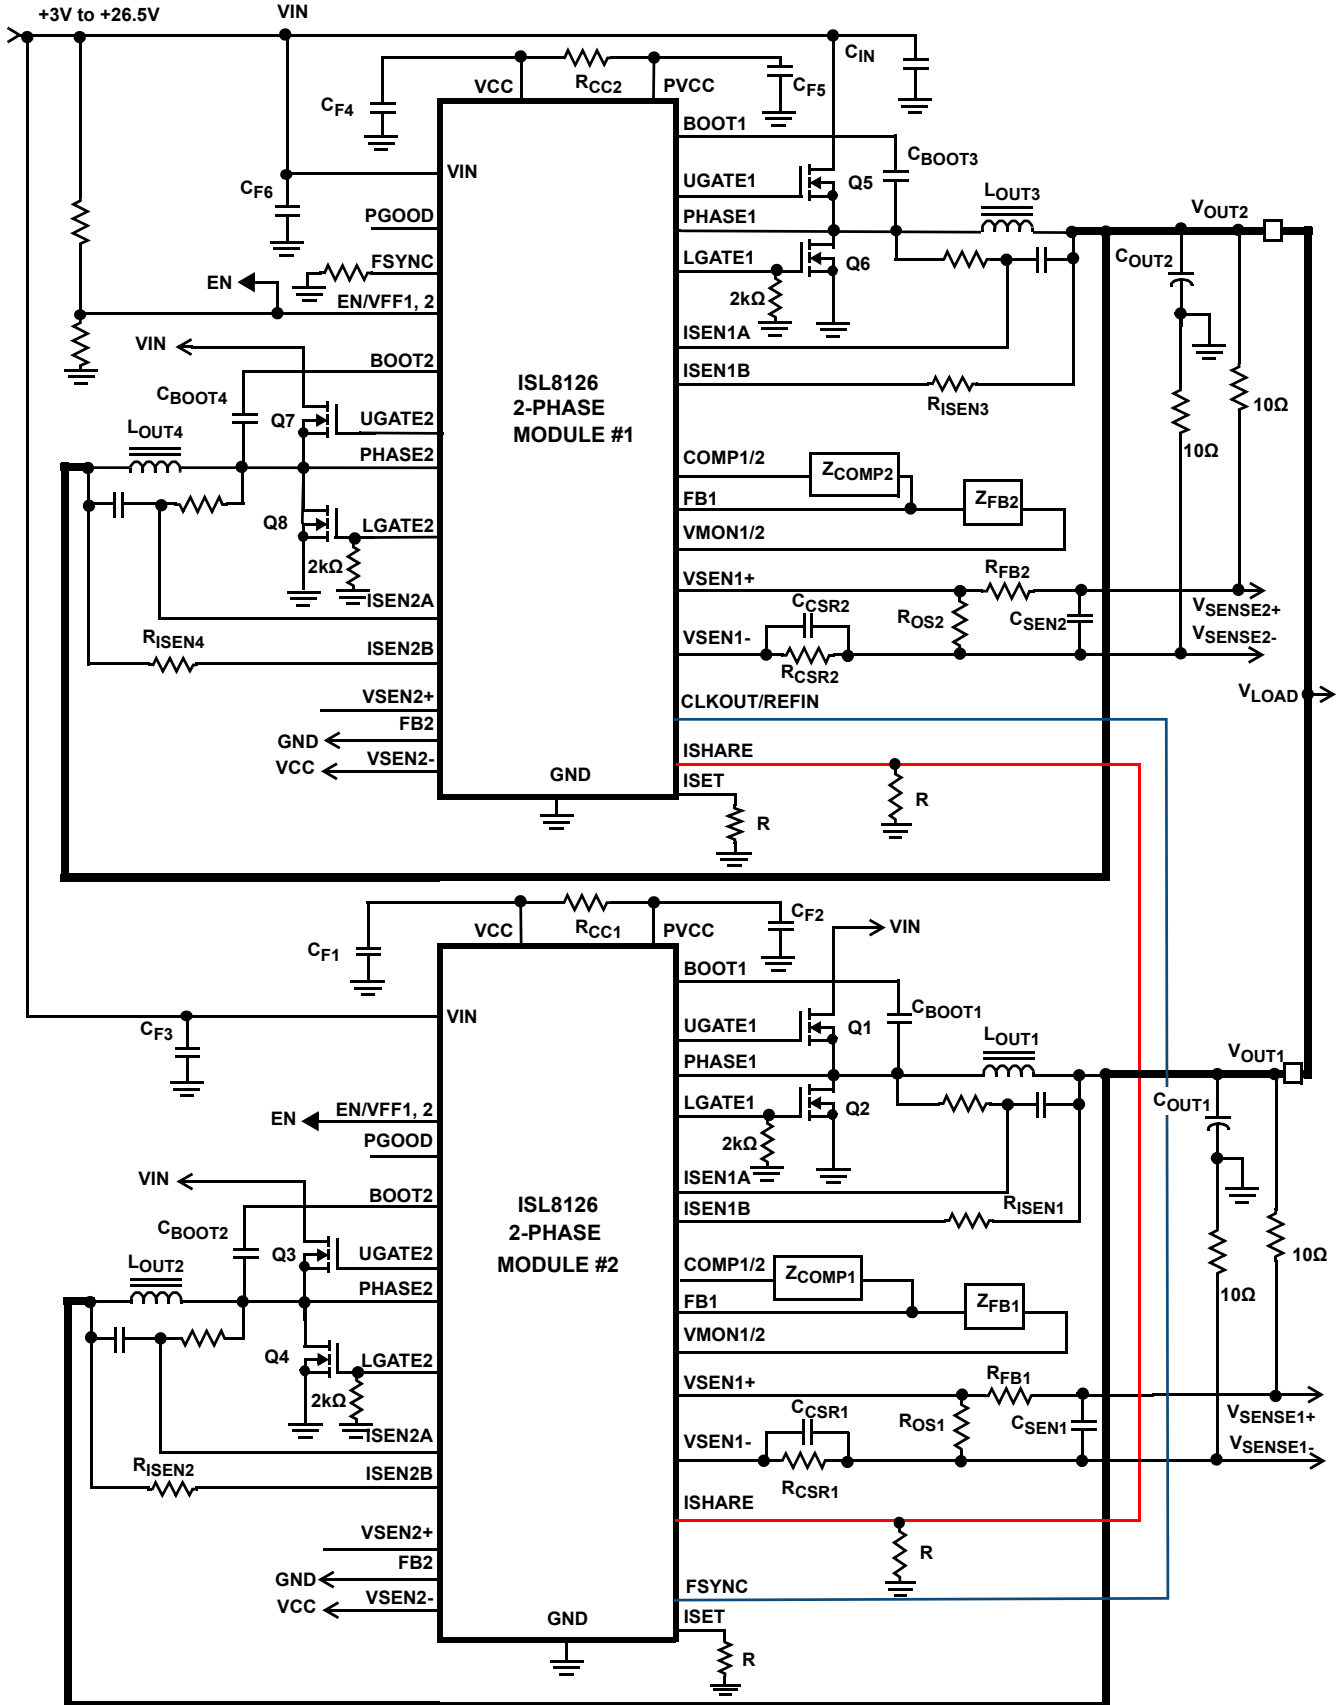 +3V to +26.5V
VIN
CIN
VCC
RCC2
PVCC
CF4
CF5
BOOT1
CBOOT3
VIN
CF6
UGATE1
Q5
LOUT3
VOUT2
PGOOD
PHASE1
FSYNC
LGATE1
Q6
COUT2
EN
EN/VFF1, 2
2kΩ
VIN
ISEN1A
BOOT2
ISL8126
2-PHASE
MODULE #1
ISEN1B
RISEN3
CBOOT4
Q7
UGATE2
10Ω
10Ω
LOUT4
PHASE2
COMP1/2
ZCOMP2
FB1
ZFB2
Q8
LGATE2
VMON1/2
2kΩ
VSEN1+
RFB2
ISEN2A
CCSR2
ROS2
CSEN2
VSENSE2+
RISEN4
ISEN2B
VSEN1-
RCSR2
VSENSE2-
VSEN2+
CLKOUT/REFIN
VLOAD
FB2
GND
VSEN2-
VCC
ISHARE
GND
ISET
R
R
VCC
RCC1
PVCC
CF1
CF2
VIN
BOOT1
CBOOT1
VIN
CF3
UGATE1
Q1
LOUT1
VOUT1
PHASE1
EN
EN/VFF1, 2
LGATE1
Q2
COUT1
PGOOD
2kΩ
VIN
ISEN1A
BOOT2
ISL8126
2-PHASE
MODULE #2
ISEN1B
RISEN1
CBOOT2
Q3
UGATE2
10Ω
10Ω
LOUT2
PHASE2
COMP1/2
ZCOMP1
FB1
ZFB1
VMON1/2
Q4
LGATE2
2kΩ
VSEN1+
RFB1
ISEN2A
CCSR1
ROS1
CSEN1
VSENSE1+
RISEN2
ISEN2B
VSEN1-
RCSR1
VSENSE1-
ISHARE
VSEN2+
FB2
R
GND
VSEN2-
VCC
FSYNC
GND
ISET
R